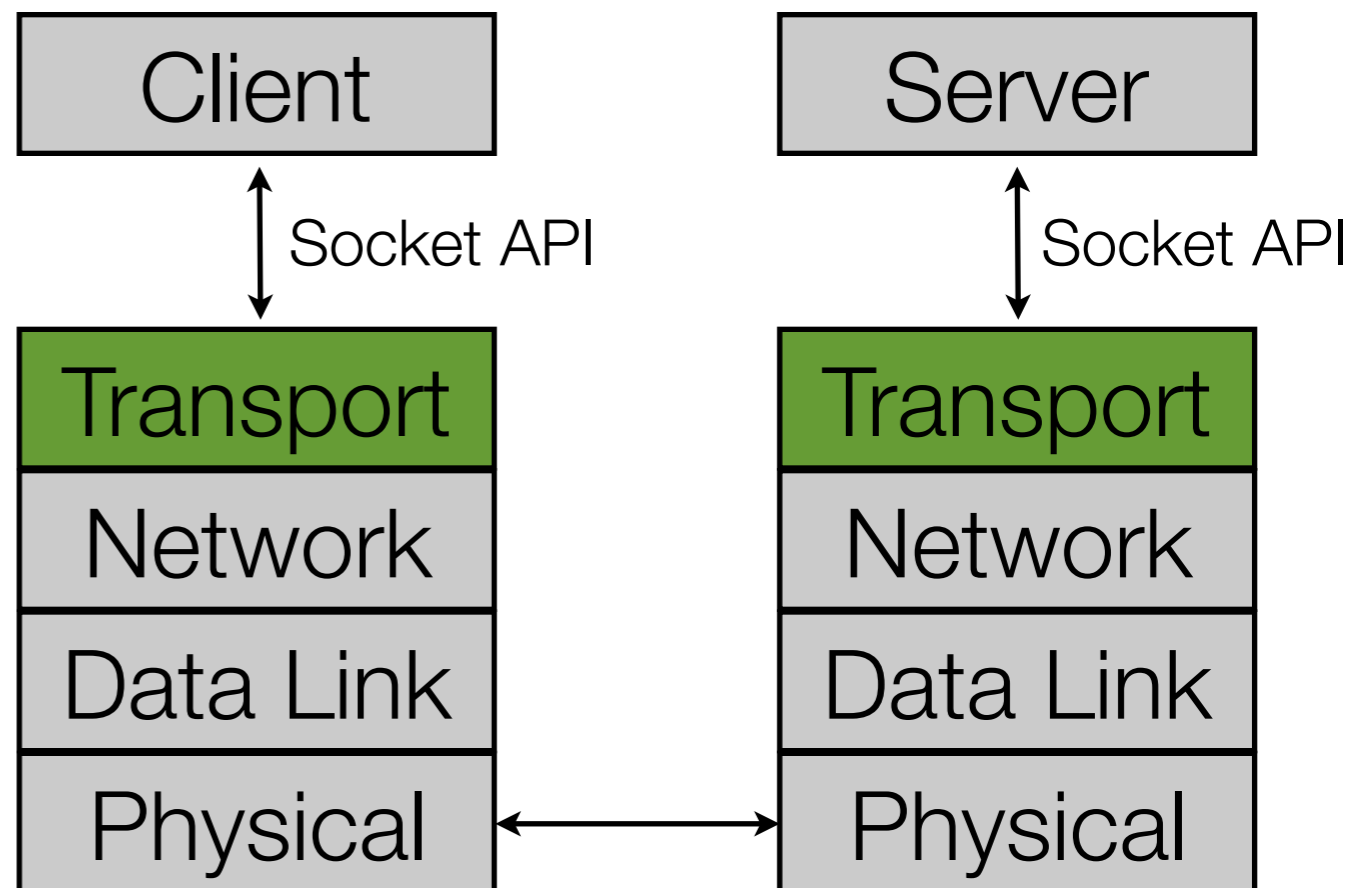 Client
Server
Socket API
Socket API
Transport
Transport
Network
Network
Data Link
Data Link
Physical
Physical